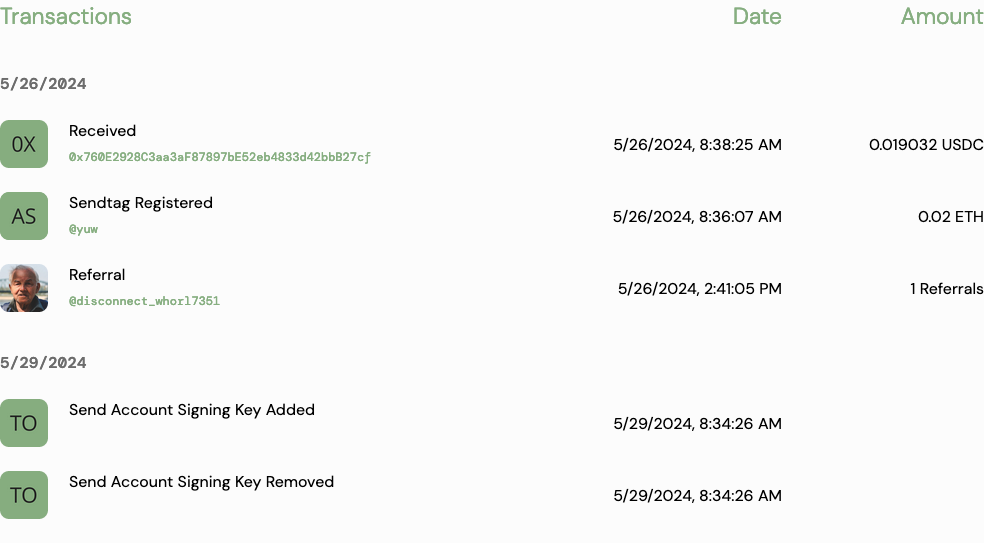 Transactions Date Amount
5/26/2024
0X Received
0x760E2928C3aa3aF87897bE52eb4833d42bbB27cf
5/26/2024, 8:38:25 AM 0.019032 USDC
AS Sendtag Registered
@yuw
5/26/2024, 8:36:07 AM 0.02 ETH
Referral
@disconnect_whorl7351
5/26/2024, 2:41:05 PM 1 Referrals
5/29/2024
TO Send Account Signing Key Added
5/29/2024, 8:34:26 AM
TO Send Account Signing Key Removed
5/29/2024, 8:34:26 AM